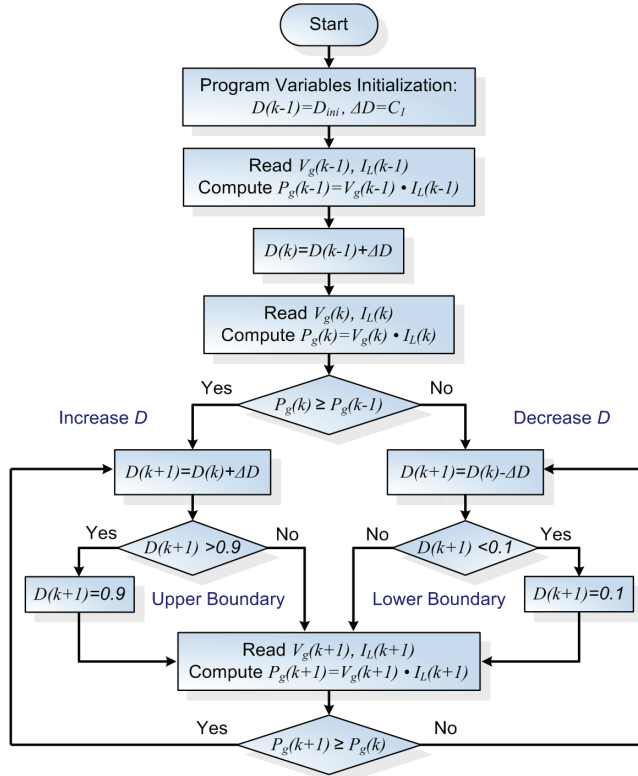 Start
Program Variables Initialization:
D(k-1)=D_ini, ΔD=C_1
Read V_g(k-1), I_L(k-1)
Compute P_g(k-1)=V_g(k-1) • I_L(k-1)
D(k)=D(k-1)+ΔD
Read V_g(k), I_L(k)
Compute P_g(k)=V_g(k) • I_L(k)
Yes
P_g(k) ≥ P_g(k-1)
No
Increase D
Decrease D
D(k+1)=D(k)+ΔD
D(k+1)=D(k)-ΔD
Yes
D(k+1) >0.9
No
No
D(k+1) <0.1
Yes
D(k+1)=0.9
Upper Boundary
Lower Boundary
D(k+1)=0.1
Read V_g(k+1), I_L(k+1)
Compute P_g(k+1)=V_g(k+1) • I_L(k+1)
Yes
P_g(k+1) ≥ P_g(k)
No